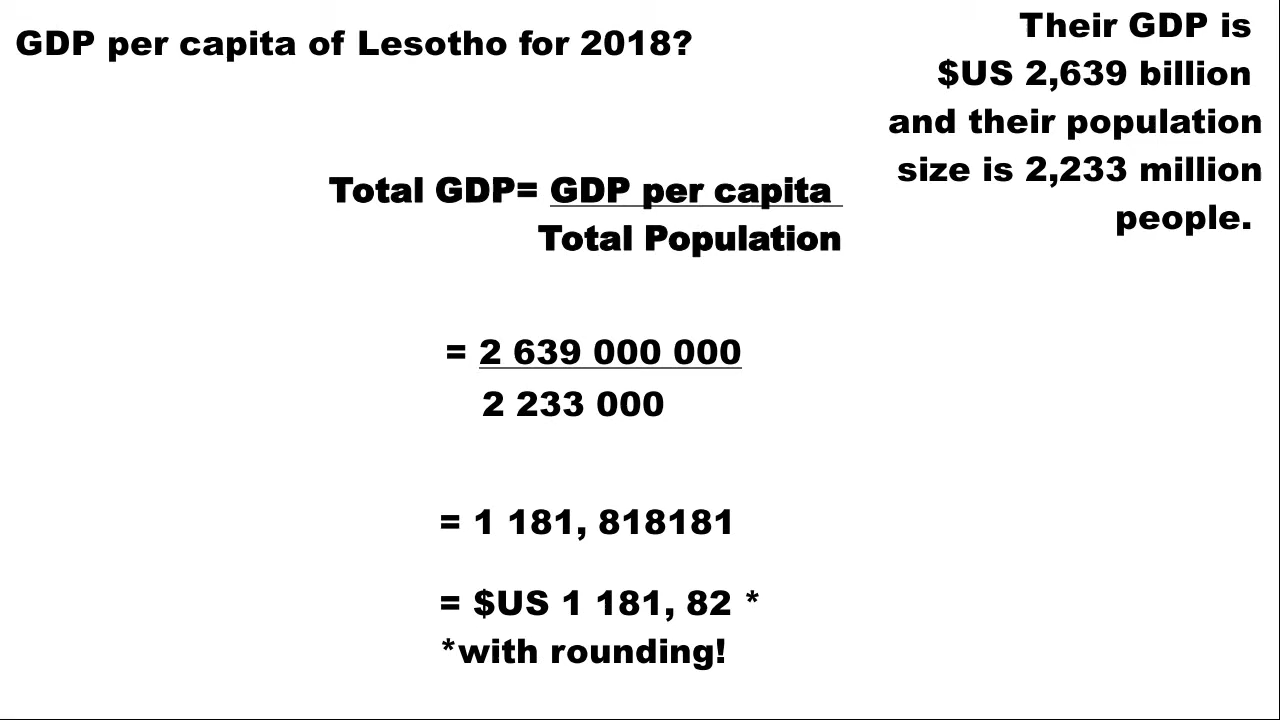 GDP per capita of Lesotho for 2018?
Their GDP is
$US 2,639 billion
and their population
size is 2,233 million
people.
Total GDP= GDP per capita
Total Population
= 2 639 000 000
2 233 000
= 1 181, 818181
= $US 1 181, 82 *
*with rounding!